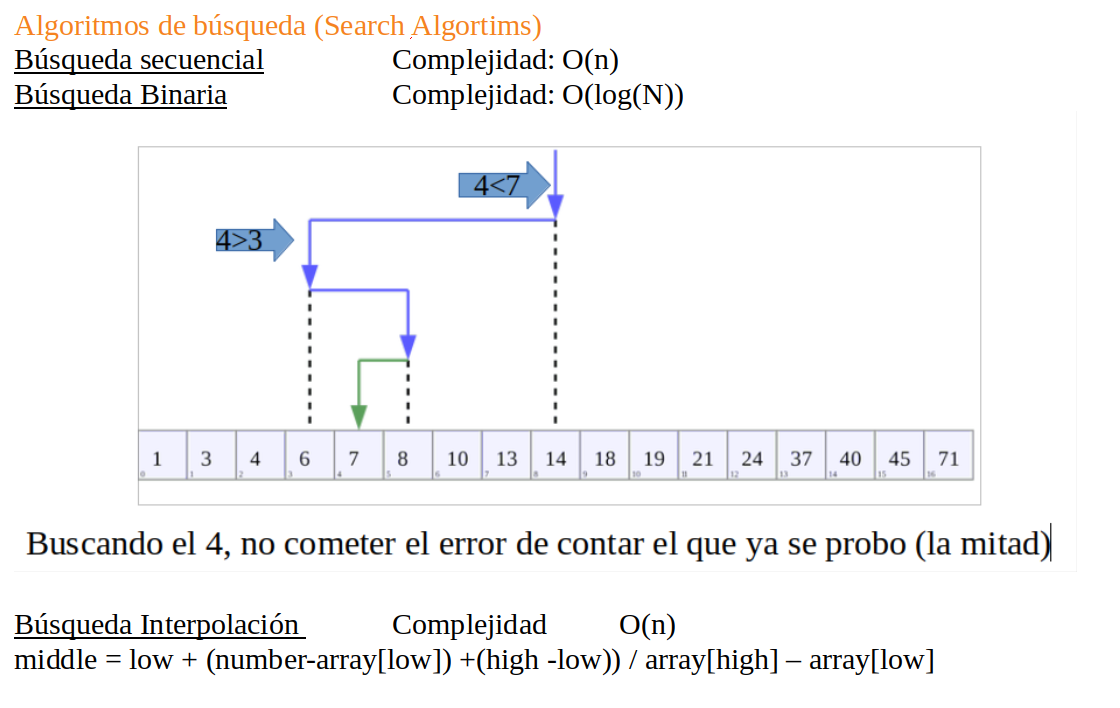 Algoritmos de búsqueda (Search Algortims)
Búsqueda secuencial Complejidad: O(n)
Búsqueda Binaria Complejidad: O(log(N))
4<7
4>3
1 3 4 6 7 8 10 13 14 18 19 21 24 37 40 45 71
0 1 2 3 4 5 6 7 8 9 10 11 12 13 14 15 16
Buscando el 4, no cometer el error de contar el que ya se probo (la mitad)
Búsqueda Interpolación Complejidad O(n)
middle = low + (number-array[low]) +(high -low)) / array[high] – array[low]